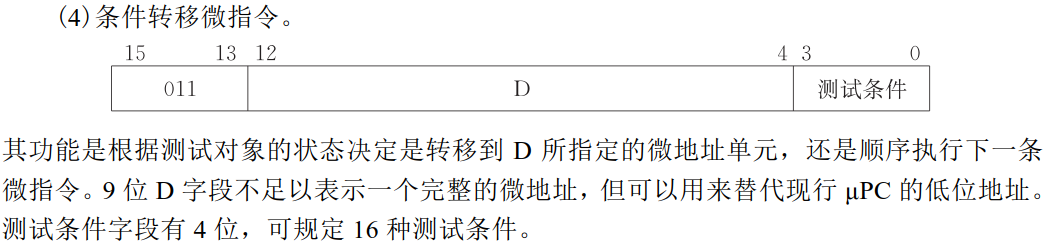 (4)条件转移微指令。
15 13 12 4 3 0
011 D 测试条件
其功能是根据测试对象的状态决定是转移到 D 所指定的微地址单元，还是顺序执行下一条
微指令。9 位 D 字段不足以表示一个完整的微地址，但可以用来替代现行 μPC 的低位地址。
测试条件字段有 4 位，可规定 16 种测试条件。